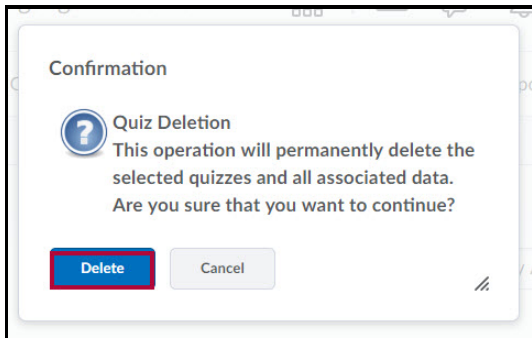 Confirmation
Quiz Deletion
This operation will permanently delete the
selected quizzes and all associated data.
Are you sure that you want to continue?
Delete
Cancel